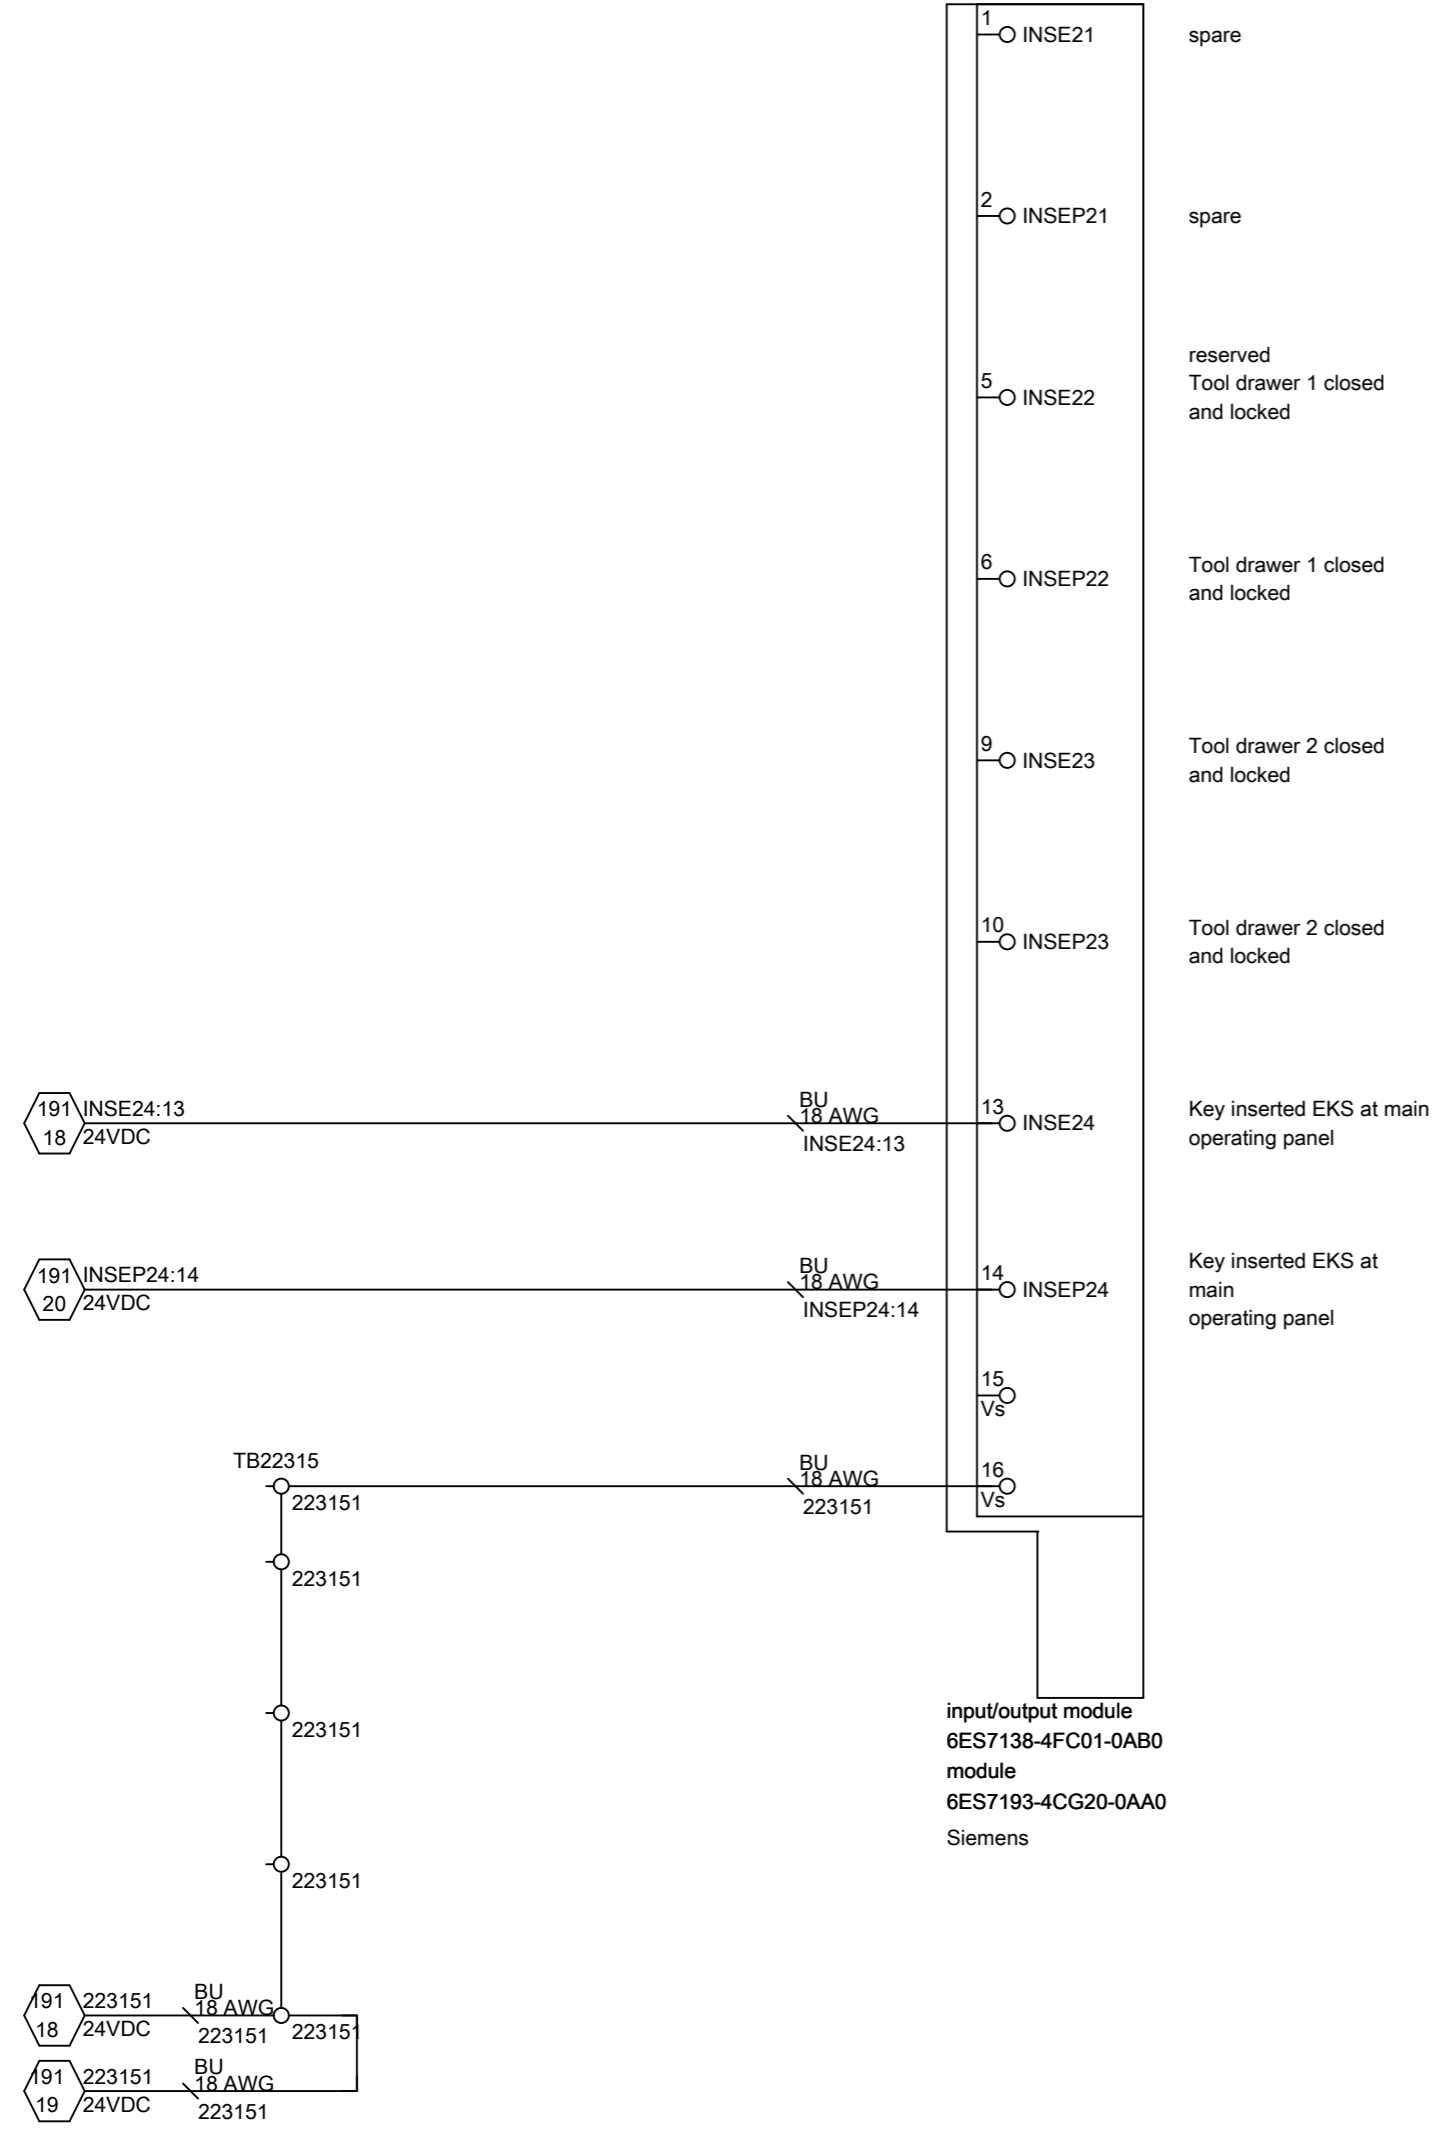 1
INSE21
spare
2
INSEP21
spare
reserved
5
INSE22
Tool drawer 1 closed
and locked
6
INSEP22
Tool drawer 1 closed
and locked
9
INSE23
Tool drawer 2 closed
and locked
10
INSEP23
Tool drawer 2 closed
and locked
191
18
INSE24:13
24VDC
BU
18 AWG
INSE24:13
13
INSE24
Key inserted EKS at main
operating panel
191
20
INSEP24:14
24VDC
BU
18 AWG
INSEP24:14
14
INSEP24
Key inserted EKS at
main
operating panel
15
Vs
TB22315
223151
BU
18 AWG
223151
16
Vs
223151
223151
223151
input/output module
6ES7138-4FC01-0AB0
module
6ES7193-4CG20-0AA0
Siemens
191
18
223151
24VDC
BU
18 AWG
223151
223151
191
19
223151
24VDC
BU
18 AWG
223151